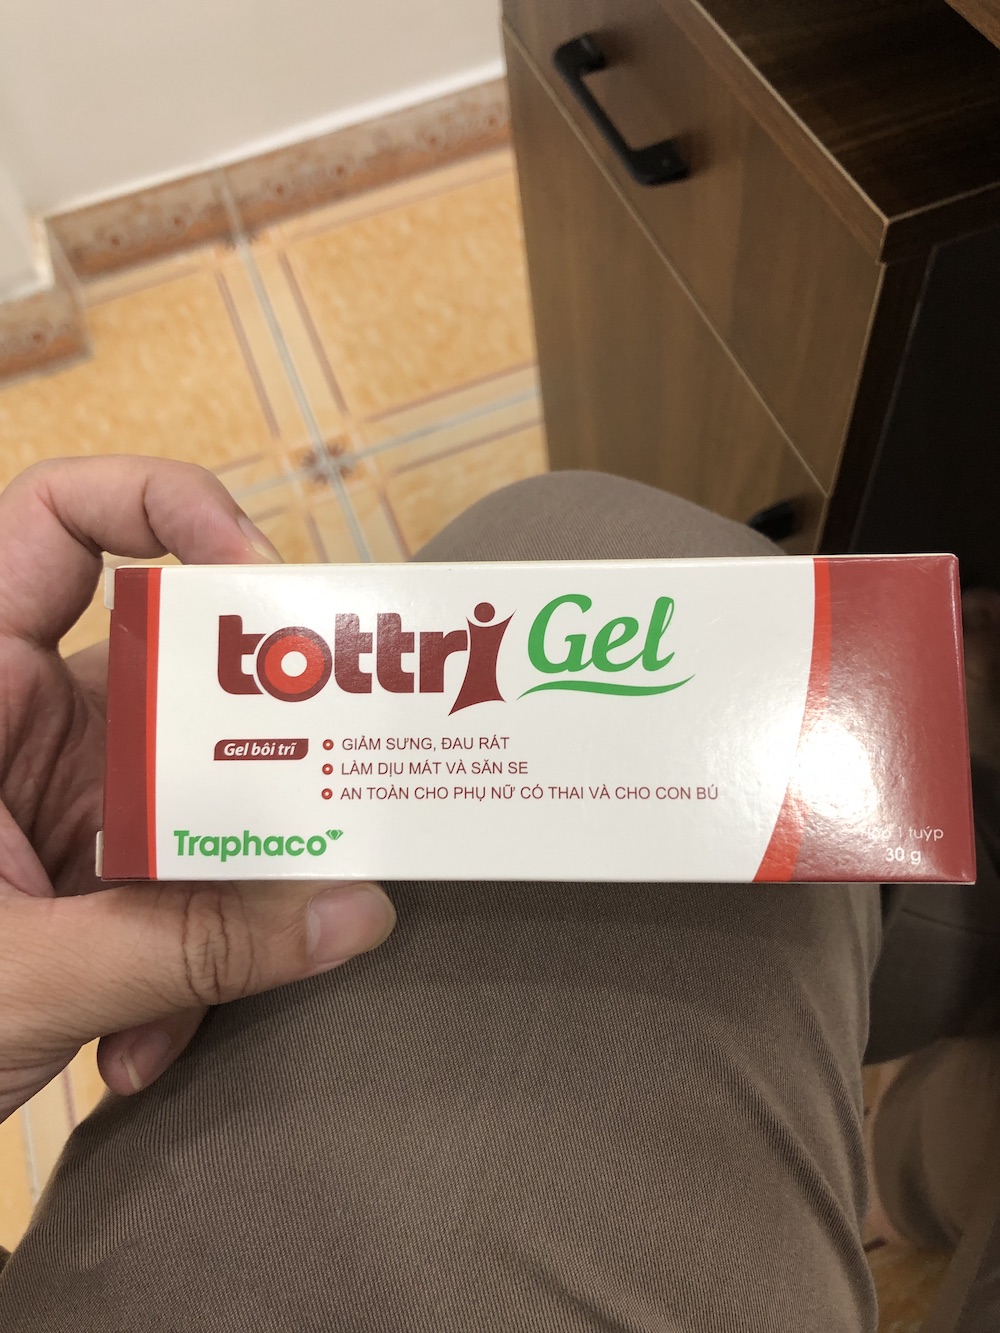 tottri Gel
Gel bôi trĩ
GIẢM SƯNG, ĐAU RÁT
LÀM DỊU MÁT VÀ SĂN SE
AN TOÀN CHO PHỤ NỮ CÓ THAI VÀ CHO CON BÚ
Traphaco
1 tuýp
30 g